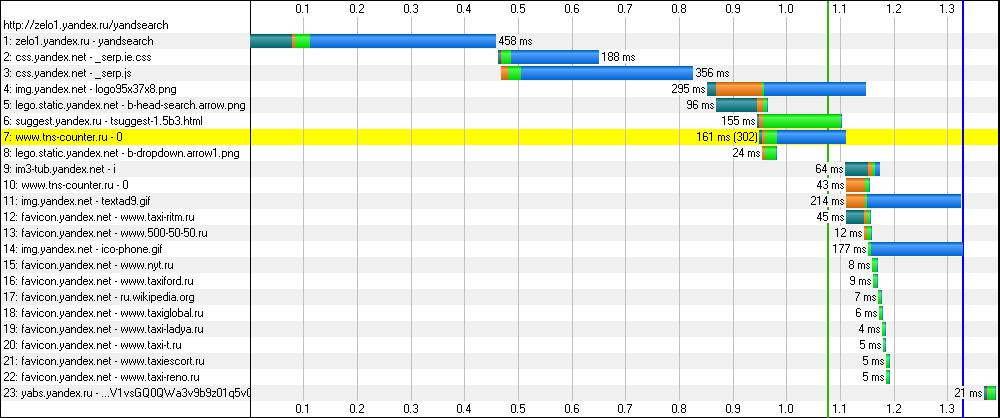 0.1 0.2 0.3 0.4 0.5 0.6 0.7 0.8 0.9 1.0 1.1 1.2 1.3
http://zelo1.yandex.ru/yandsearch
1: zelo1.yandex.ru - yandsearch 458 ms
2: css.yandex.net - _serp.ie.css 188 ms
3: css.yandex.net - _serp.js 356 ms
4: img.yandex.net - logo95x37x8.png 295 ms
5: lego.static.yandex.net - b-head-search.arrow.png 96 ms
6: suggest.yandex.ru - tsuggest-1.5b3.html 155 ms
7: www.tns-counter.ru - 0 161 ms (302)
8: lego.static.yandex.net - b-dropdown.arrow1.png 24 ms
9: im3-tub.yandex.net - i 64 ms
10: www.tns-counter.ru - 0 43 ms
11: img.yandex.net - textad9.gif 214 ms
12: favicon.yandex.net - www.taxi-ritm.ru 45 ms
13: favicon.yandex.net - www.500-50-50.ru 12 ms
14: img.yandex.net - ico-phone.gif 177 ms
15: favicon.yandex.net - www.nyt.ru 8 ms
16: favicon.yandex.net - www.taxiford.ru 9 ms
17: favicon.yandex.net - ru.wikipedia.org 7 ms
18: favicon.yandex.net - www.taxiglobal.ru 6 ms
19: favicon.yandex.net - www.taxi-ladya.ru 4 ms
20: favicon.yandex.net - www.taxi-t.ru 5 ms
21: favicon.yandex.net - www.taxiescort.ru 5 ms
22: favicon.yandex.net - www.taxi-reno.ru 5 ms
23: yabs.yandex.ru - ...V1vsGQ0QWa3v9b9z01q5v0 21 ms
0.1 0.2 0.3 0.4 0.5 0.6 0.7 0.8 0.9 1.0 1.1 1.2 1.3